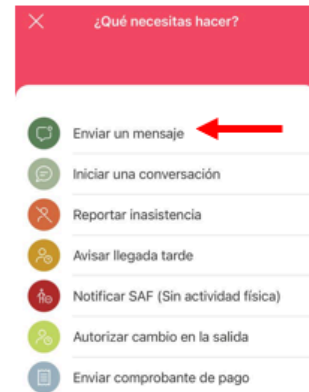 ¿Qué necesitas hacer?
Enviar un mensaje
Iniciar una conversación
Reportar inasistencia
Avisar llegada tarde
Notificar SAF (Sin actividad física)
Autorizar cambio en la salida
Enviar comprobante de pago